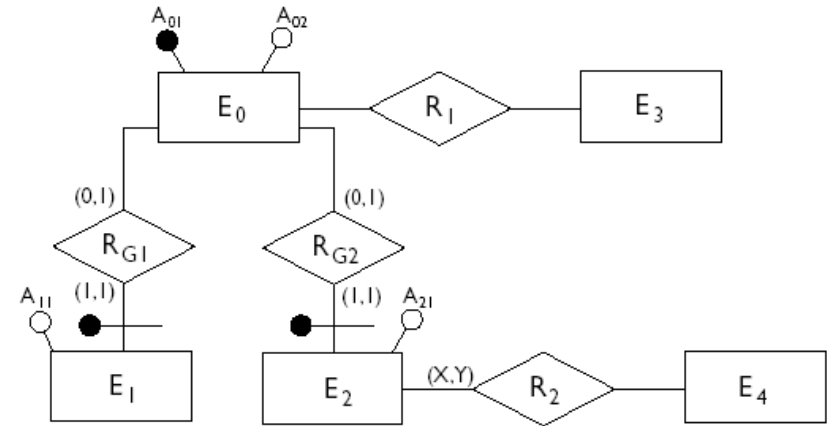 A01 A02
E0 R1 E3
(0,1) (0,1)
RG1 RG2
A11 (1,1) (1,1) A21
E1 E2 (X,Y) R2 E4